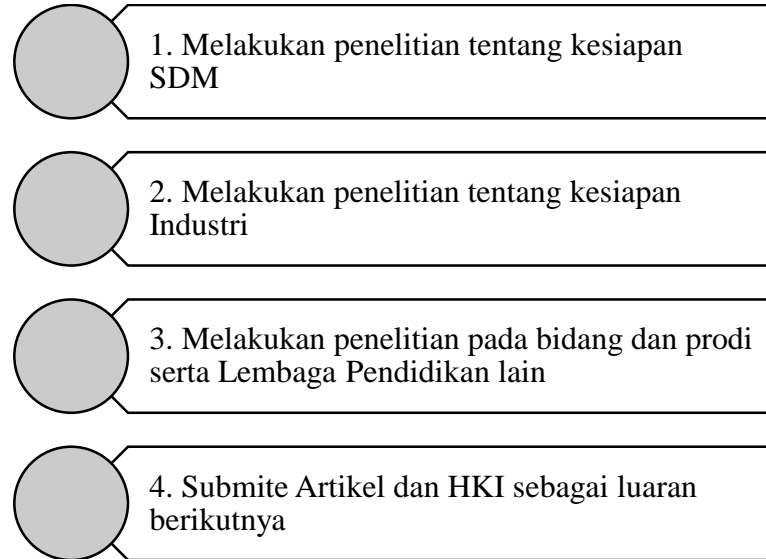 1. Melakukan penelitian tentang kesiapan
SDM
2. Melakukan penelitian tentang kesiapan
Industri
3. Melakukan penelitian pada bidang dan prodi
serta Lembaga Pendidikan lain
4. Submite Artikel dan HKI sebagai luaran
berikutnya